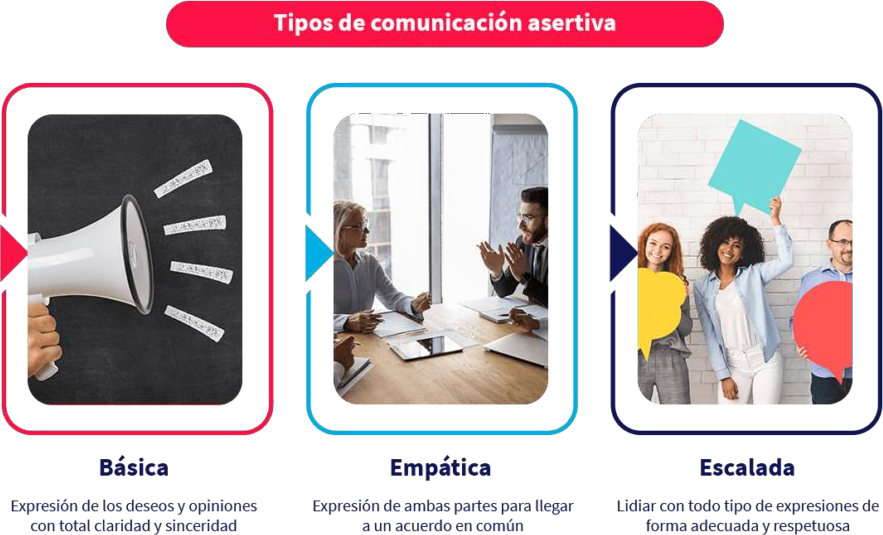 Tipos de comunicación asertiva
Básica
Expresión de los deseos y opiniones
con total claridad y sinceridad
Empática
Expresión de ambas partes para llegar
a un acuerdo en común
Escalada
Lidiar con todo tipo de expresiones de
forma adecuada y respetuosa